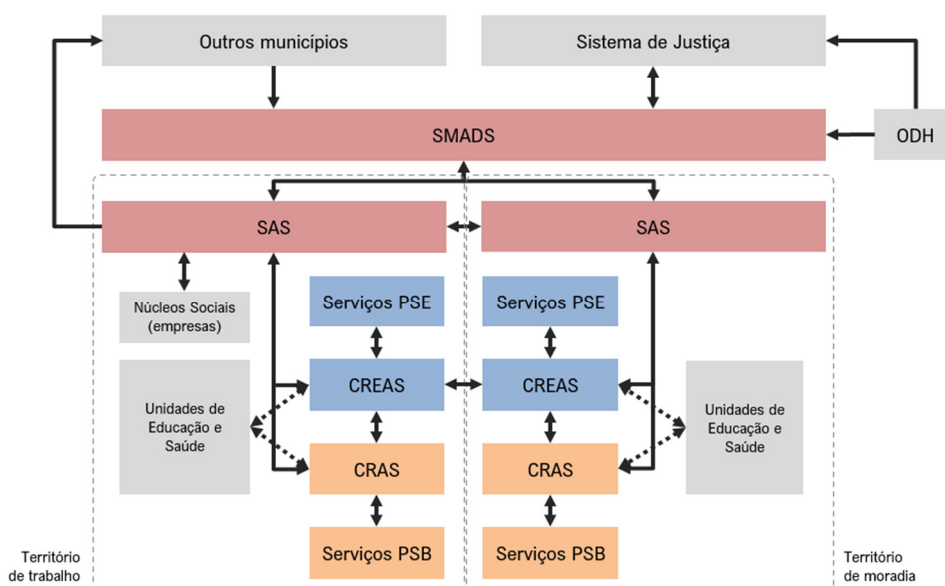 Outros municípios
Sistema de Justiça
SMADS
ODH
SAS
SAS
Núcleos Sociais
(empresas)
Serviços PSE
Serviços PSE
Unidades de
Educação e
Saúde
CREAS
CREAS
Unidades de
Educação e
Saúde
CRAS
CRAS
Serviços PSB
Serviços PSB
Território
de trabalho
Território
de moradia